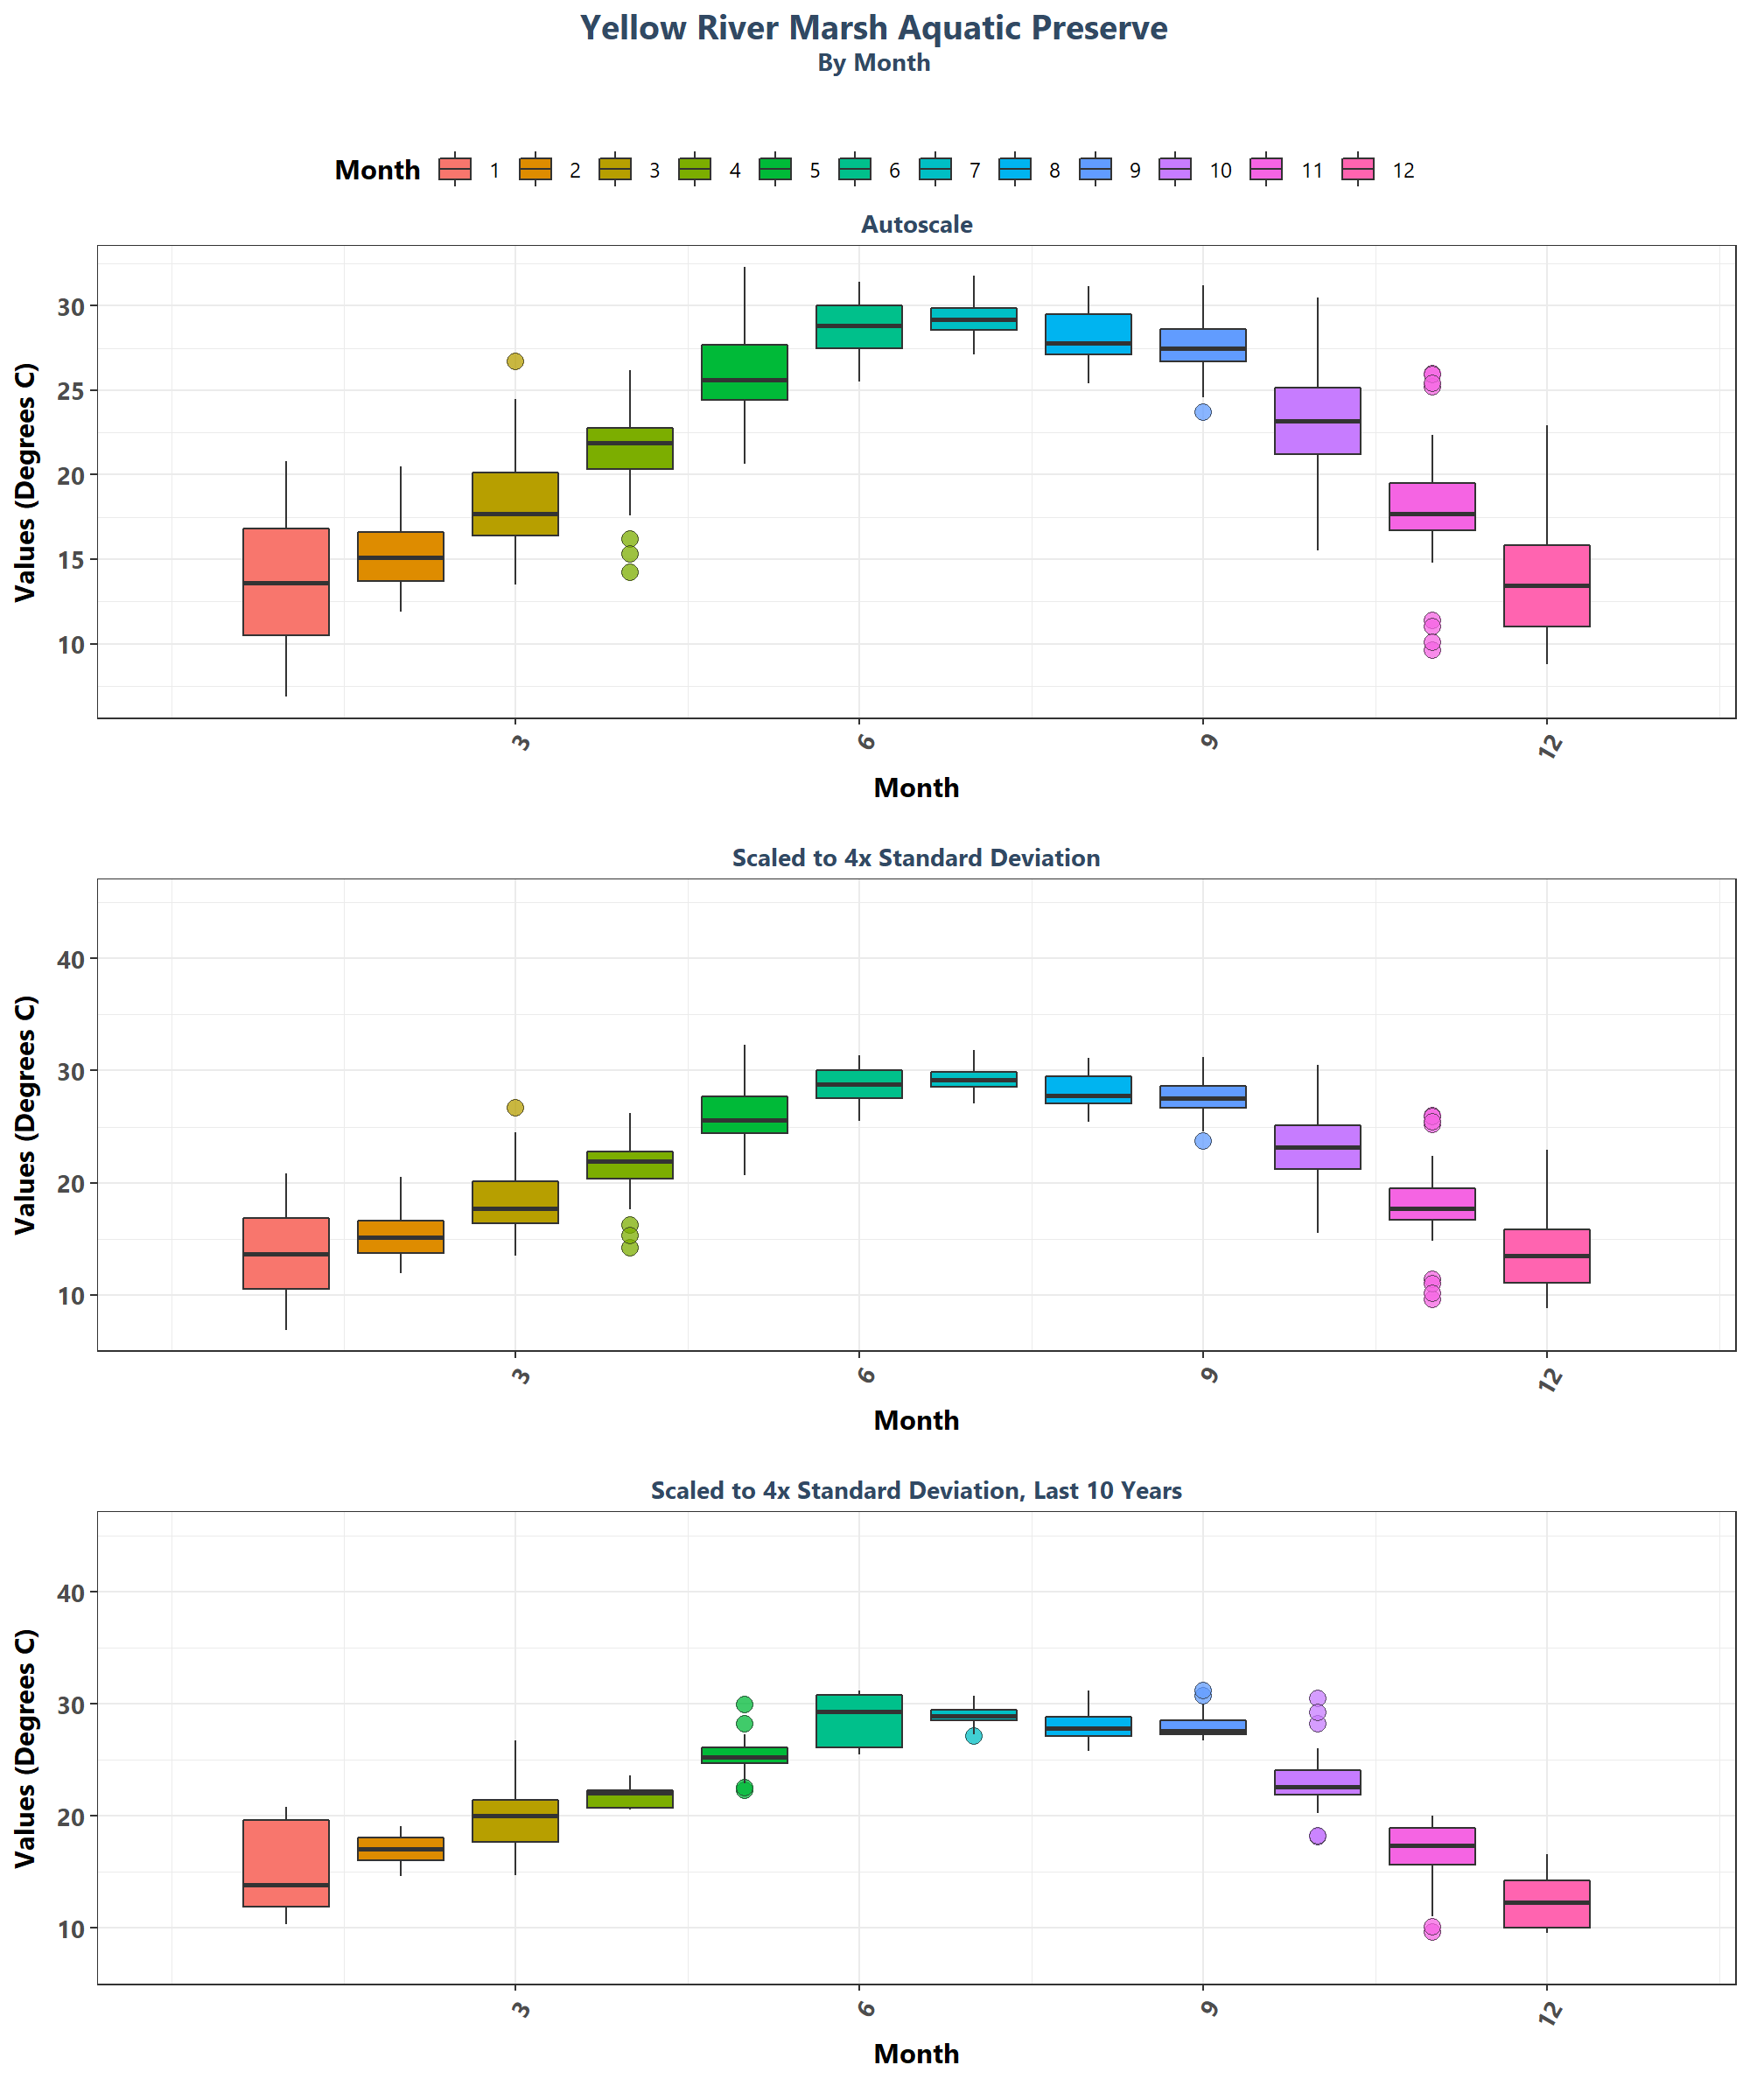 Yellow River Marsh Aquatic Preserve
By Month
Month 1 2 3 4 5 6 7 8 9 10 11 12
Autoscale
Values (Degrees C)
30
25
20
15
10
3 6 9 12
Month
Scaled to 4x Standard Deviation
Values (Degrees C)
40
30
20
10
3 6 9 12
Month
Scaled to 4x Standard Deviation, Last 10 Years
Values (Degrees C)
40
30
20
10
3 6 9 12
Month